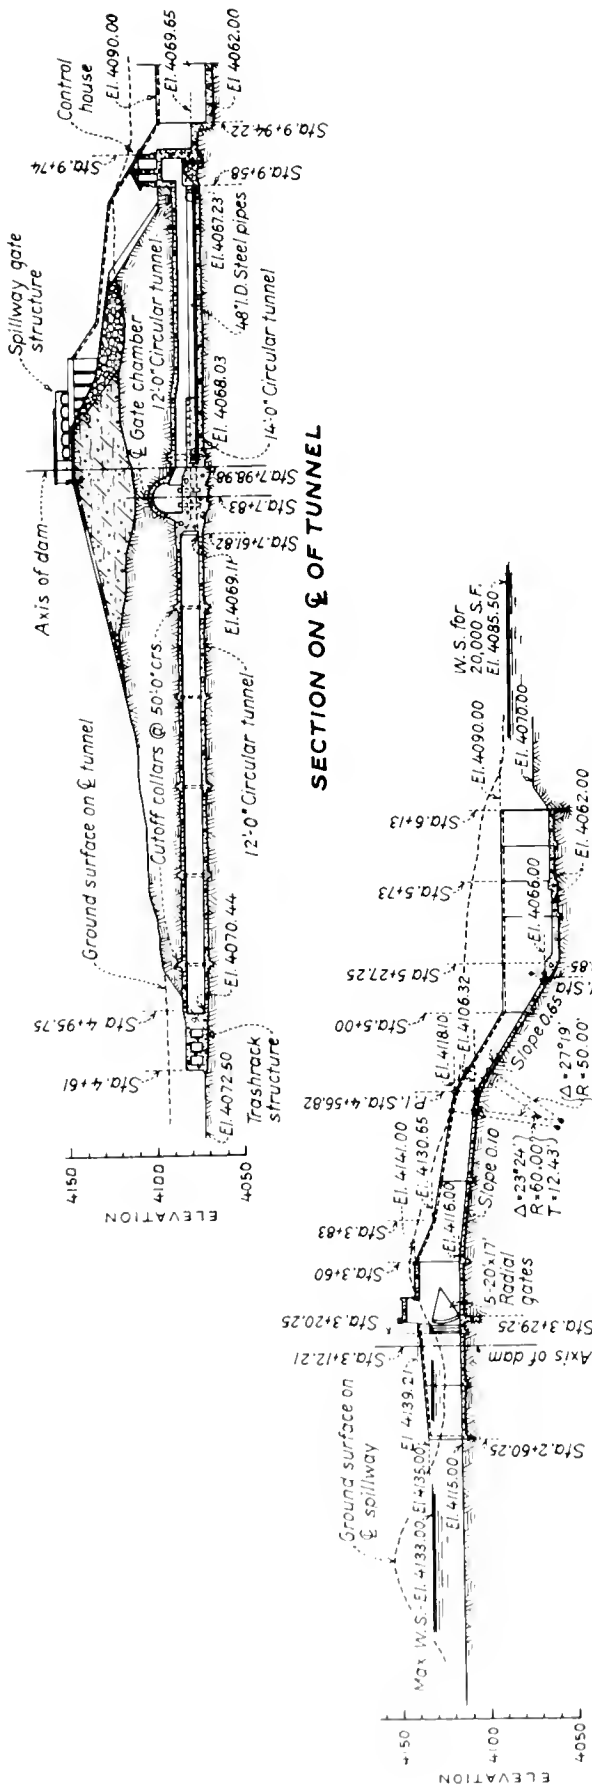 Spillway gate
structure
Axis of dam
Control
house
El. 4090.00
El. 4069.65
El. 4062.00
Sta. 9+94.22
Sta. 9+74
Sta. 9+58
El. 4067.23
48" I.D. Steel pipes
12'-0" Circular tunnel
℄ Gate chamber
El. 4068.03
14'-0" Circular tunnel
Sta. 7+98.98
Sta. 7+83
Sta. 7+61.82
El. 4069.11
Cutoff collars @ 50'-0" crs.
12'-0" Circular tunnel
Ground surface on ℄ tunnel
Sta. 4+95.75
El. 4070.44
Sta. 4+61
El. 4072.50
Trashrack
structure
4150
4100
4050
ELEVATION
SECTION ON ℄ OF TUNNEL
W.S. for
20,000 S.F.
El. 4085.50
El. 4090.00
El. 4070.00
Sta. 6+13
El. 4062.00
Sta. 5+73
El. 4066.00
Sta. 5+27.25
Sta. 5+00
Slope 0.65
El. 4106.32
El. 4118.10
P.I. Sta. 4+56.82
Δ=27°19'
R=50.00'
Δ=23°24'
R=60.00'
T=12.43'
Slope 0.10
El. 4130.65
El. 4141.00
Sta. 3+83
El. 4116.00
Sta. 3+60
5-20'x17'
Radial
gates
Sta. 3+20.25
Sta. 3+29.25
Sta. 3+12.21
Axis of dam
El. 4139.21
Ground surface on
℄ spillway
El. 4135.00
Max. W.S.-El. 4133.00
El. 4115.00
Sta. 2+60.25
4150
4100
4050
ELEVATION